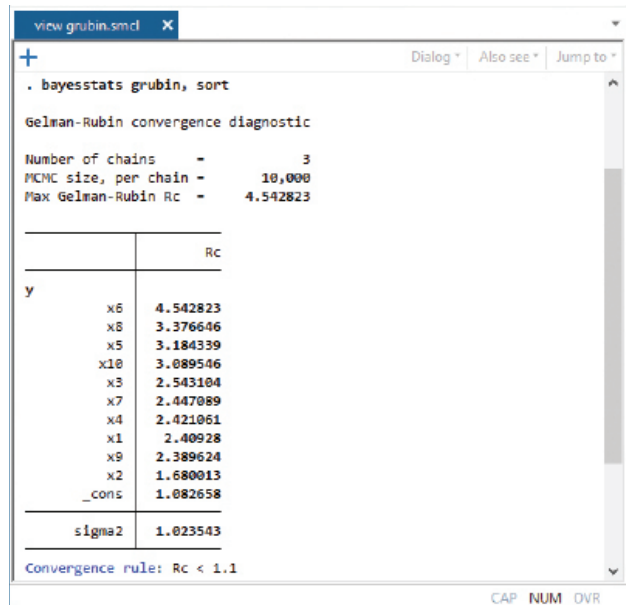 view grubin.smcl
Dialog Also see Jump to
. bayesstats grubin, sort
Gelman-Rubin convergence diagnostic
Number of chains = 3
MCMC size, per chain = 10,000
Max Gelman-Rubin Rc = 4.542823
Rc
y
x6 4.542823
x8 3.376646
x5 3.184339
x10 3.089546
x3 2.543104
x7 2.447089
x4 2.421061
x1 2.40928
x9 2.389624
x2 1.680013
_cons 1.082658
sigma2 1.023543
Convergence rule: Rc < 1.1
CAP NUM OVR